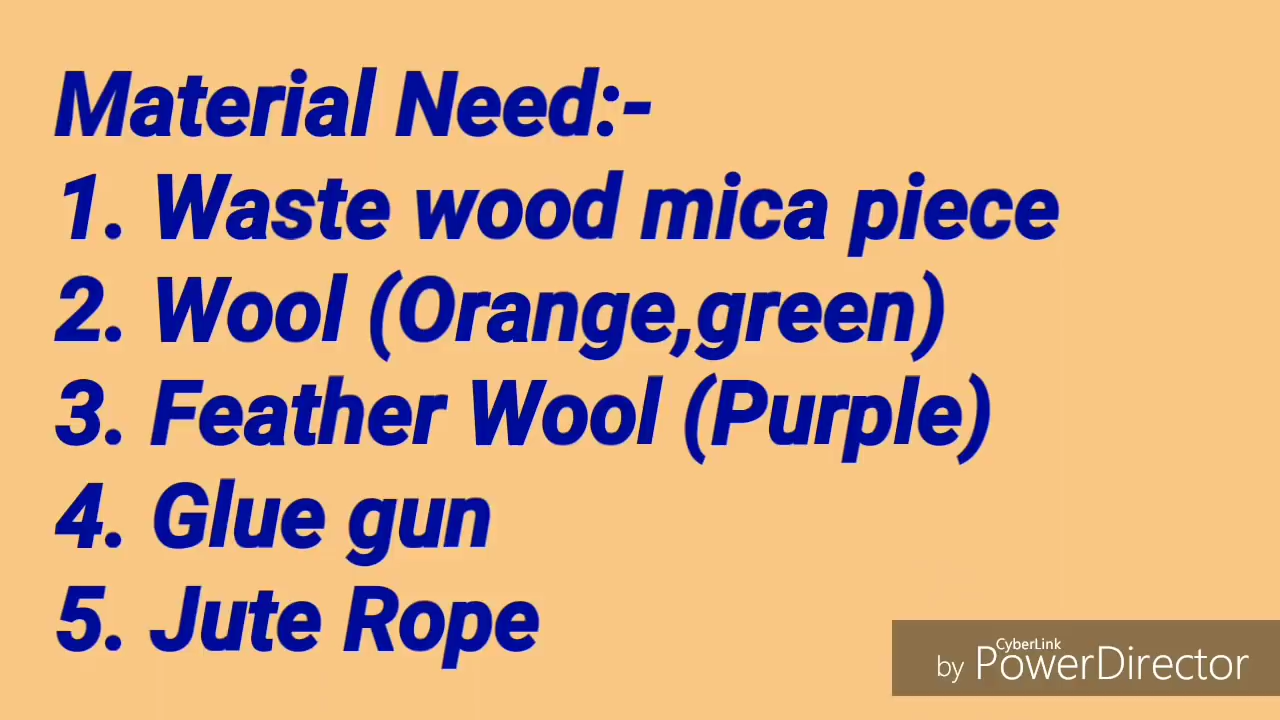 Material Need:-
1. Waste wood mica piece
2. Wool (Orange,green)
3. Feather Wool (Purple)
4. Glue gun
5. Jute Rope
CyberLink
by PowerDirector